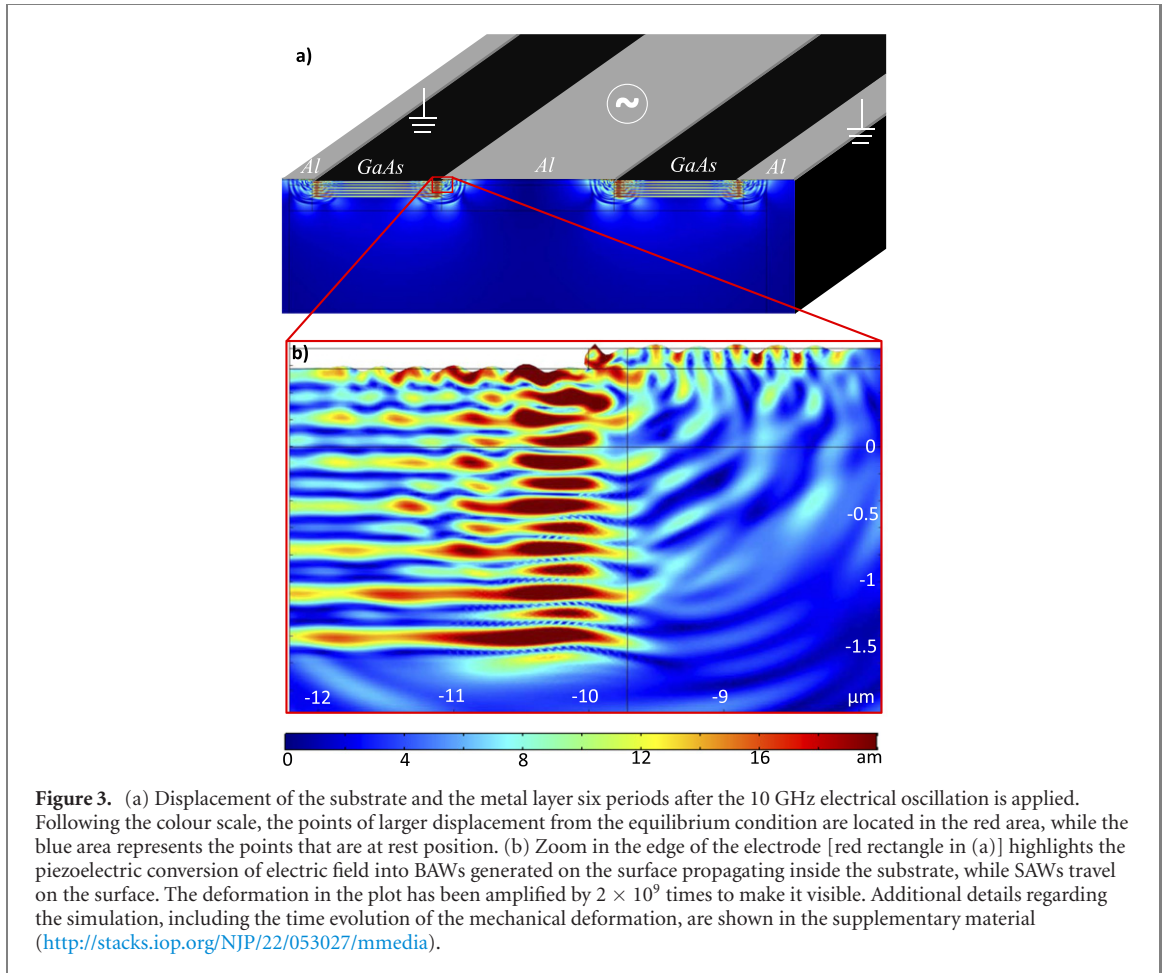 a)
~
Al
GaAs
Al
GaAs
Al
b)
0
-0.5
-1
-1.5
-12
-11
-10
-9
µm
0
4
8
12
16
am
Figure 3. (a) Displacement of the substrate and the metal layer six periods after the 10 GHz electrical oscillation is applied.
Following the colour scale, the points of larger displacement from the equilibrium condition are located in the red area, while the
blue area represents the points that are at rest position. (b) Zoom in the edge of the electrode [red rectangle in (a)] highlights the
piezoelectric conversion of electric field into BAWs generated on the surface propagating inside the substrate, while SAWs travel
on the surface. The deformation in the plot has been amplified by 2 × 10⁹ times to make it visible. Additional details regarding
the simulation, including the time evolution of the mechanical deformation, are shown in the supplementary material
(http://stacks.iop.org/NJP/22/053027/mmedia).